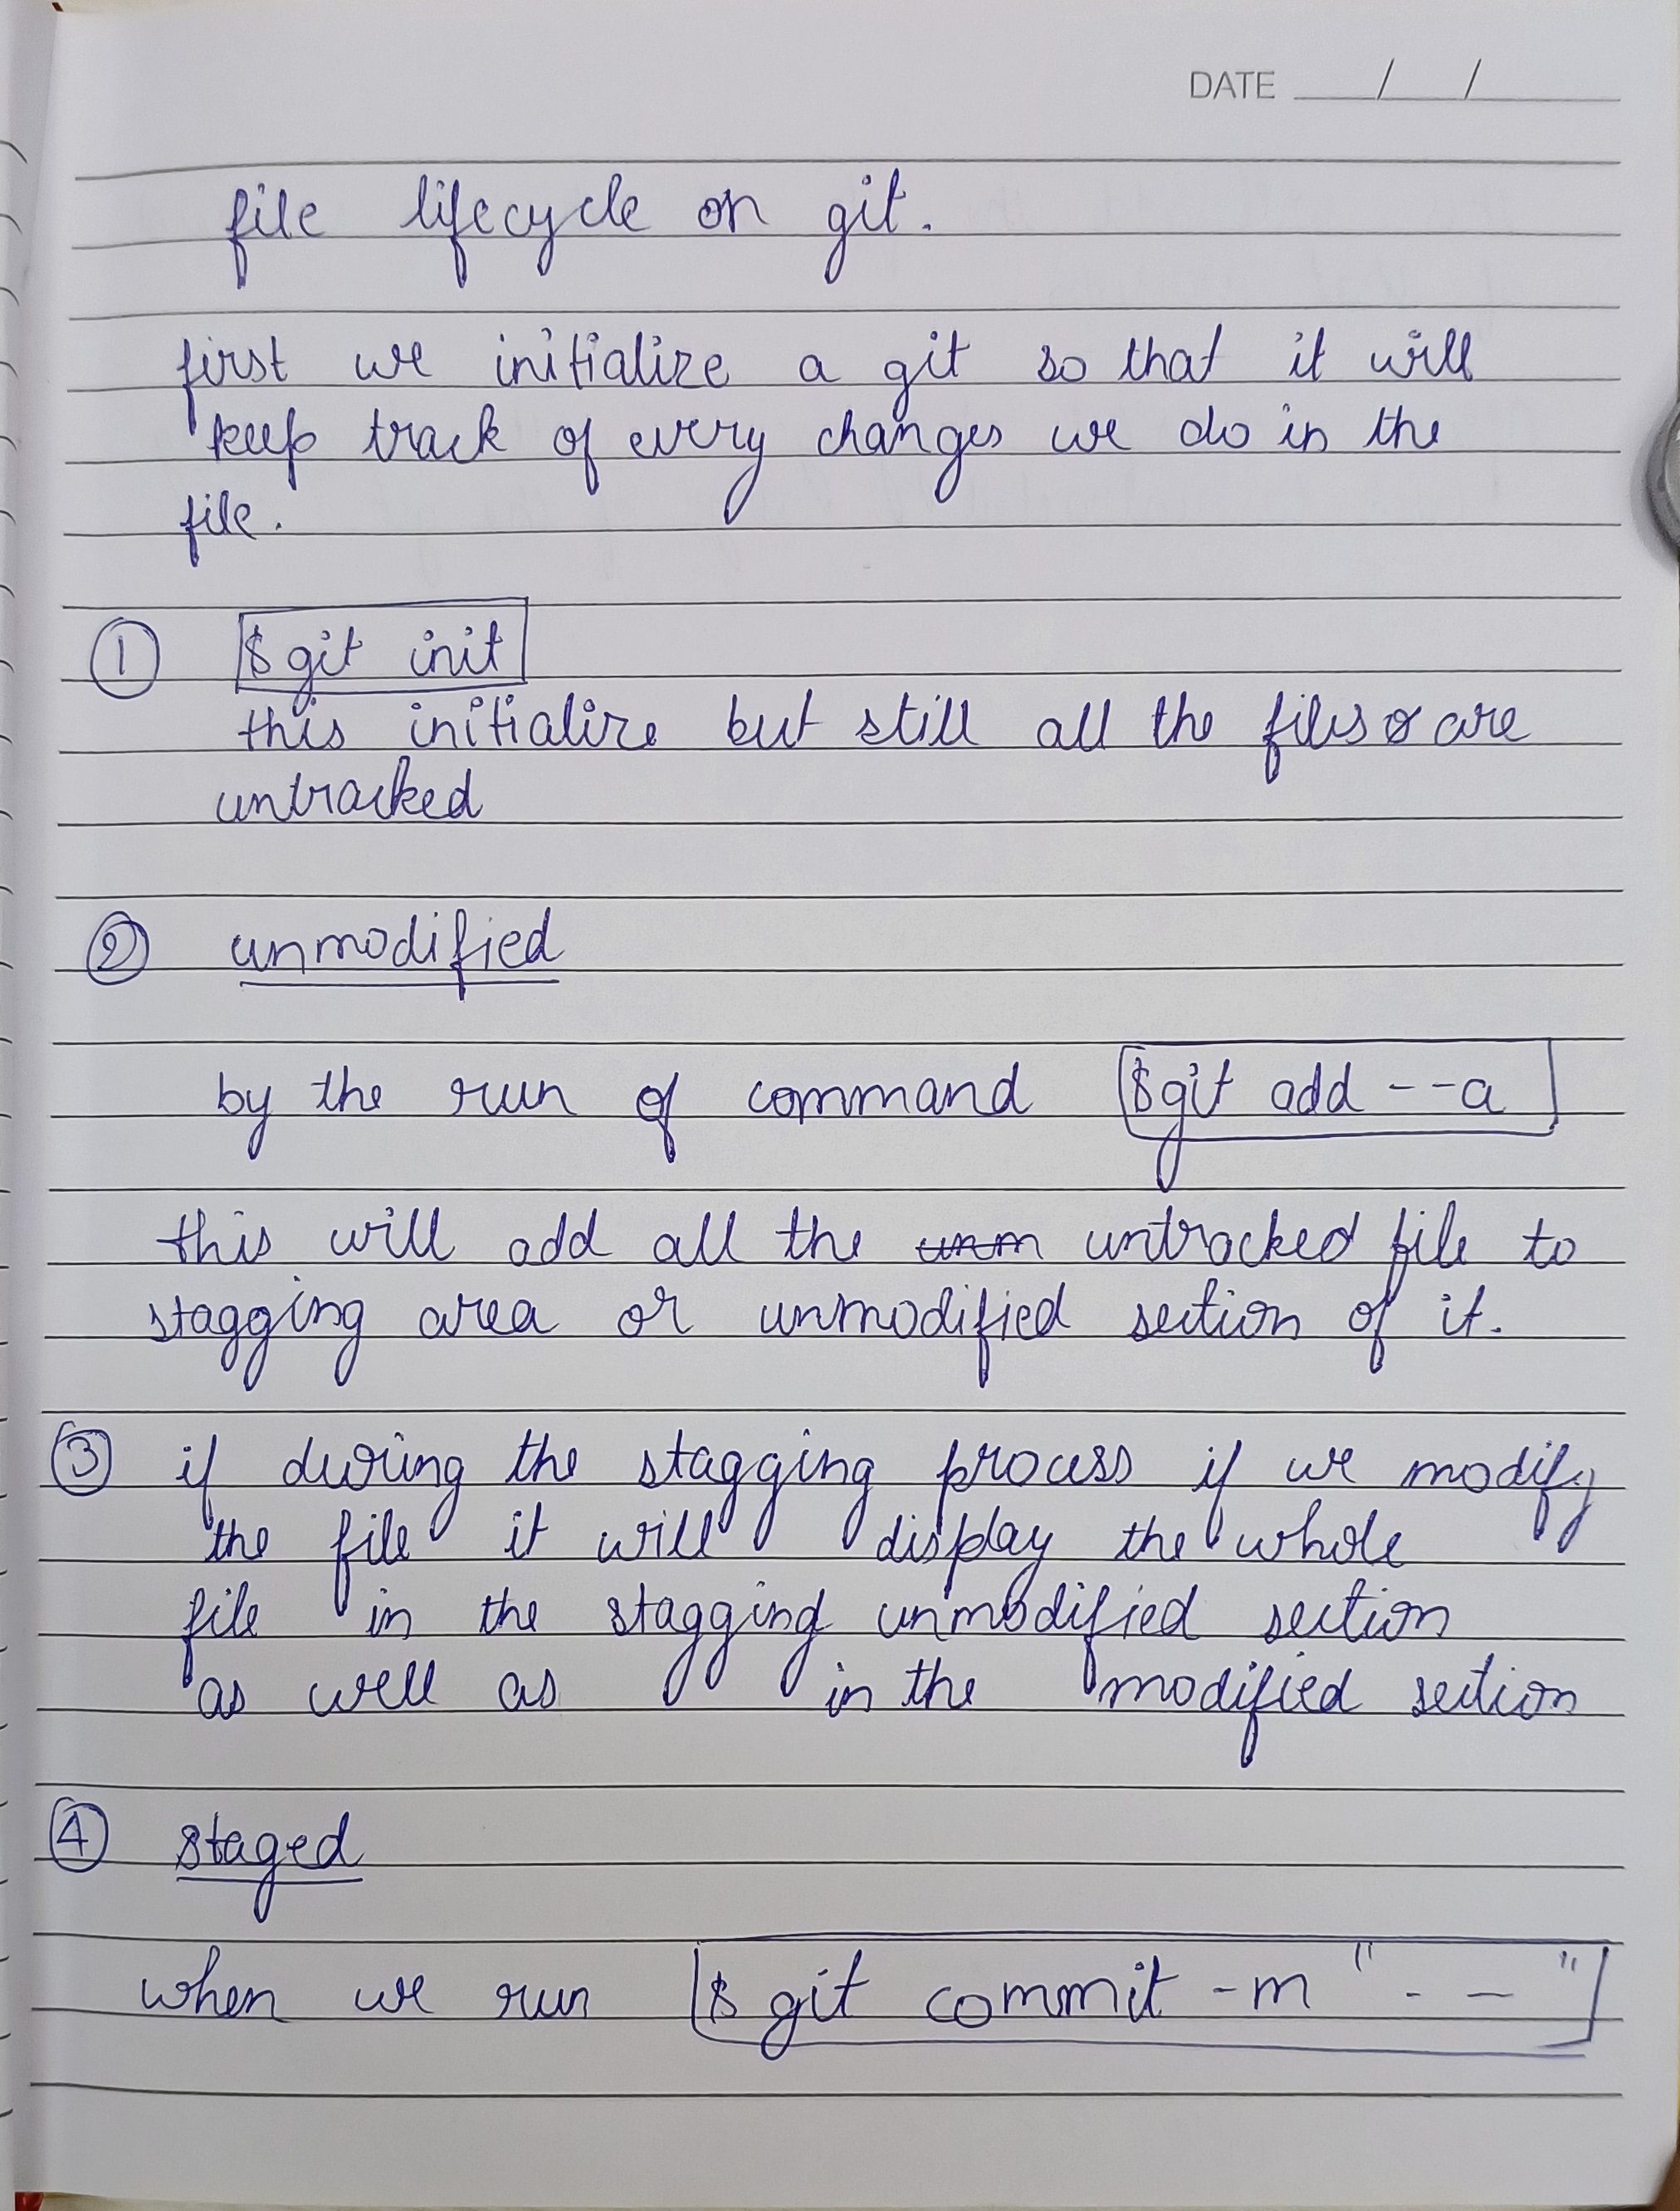 DATE __/__/__
file lifecycle on git.
first we initialize a git so that it will
keep track of every changes we do in the
file.
① $ git init
this initialize but still all the files are
untracked
② unmodified
by the run of command $git add --a
this will add all the untracked file to
stagging area or unmodified section of it.
③ if during the stagging process if we modify
the file it will display the whole
file in the stagging unmodified section
as well as in the modified section
④ staged
when we run $ git commit -m " - - "